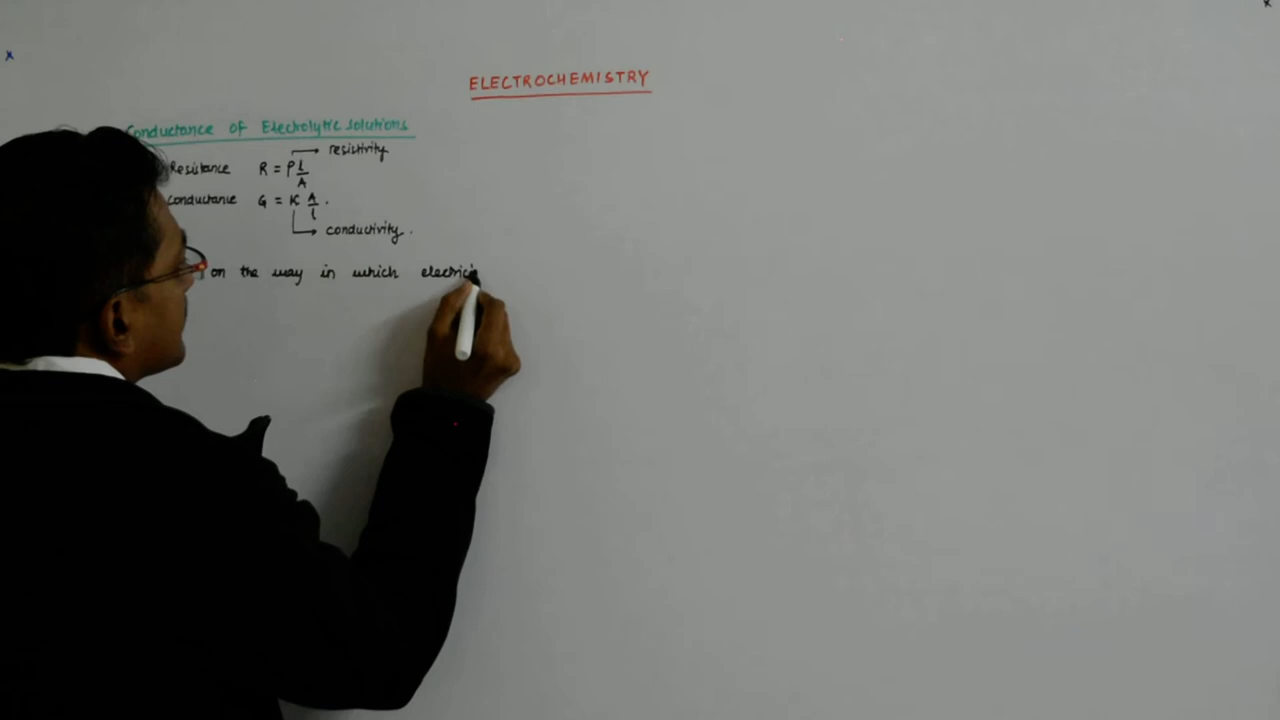 ELECTROCHEMISTRY
Conductance of Electrolytic Solutions
resistivity
Resistance R = ρ l/A
Conductance G = K A/l .
conductivity .
on the way in which